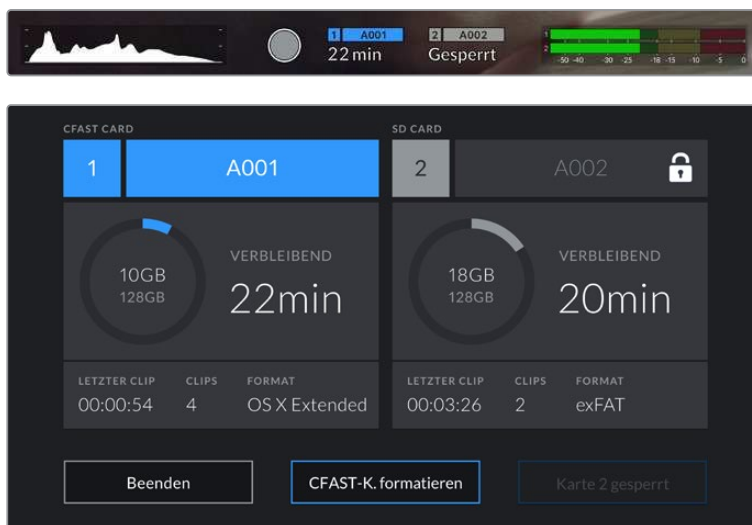 1 A001 2 A002
22 min Gesperrt
1
2
-50 -40 -30 -25 -18 -15 -10 -5 0
CFAST CARD SD CARD
1 A001 2 A002
10GB
128GB
VERBLEIBEND
22min
18GB
128GB
VERBLEIBEND
20min
LETZTER CLIP CLIPS FORMAT LETZTER CLIP CLIPS FORMAT
00:00:54 4 OS X Extended 00:03:26 2 exFAT
Beenden CFAST-K. formatieren Karte 2 gesperrt